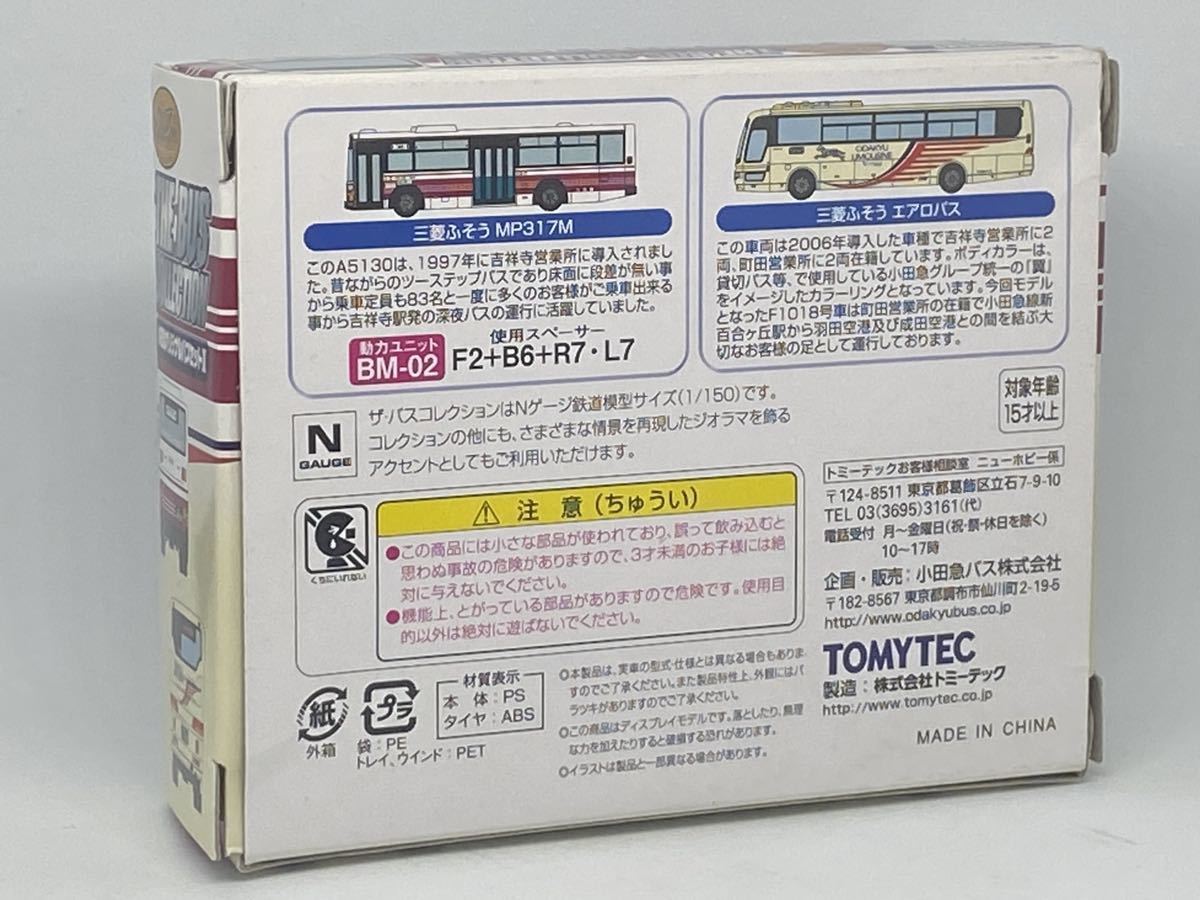 THE BUS
COLLECTION
三菱ふそう MP317M
このA5130は、1997年に吉祥寺営業所に導入されまし
た。昔ながらのツーステップバスであり床面に段差が無い事
から乗車定員も83名と一度に多くのお客様がご乗車出来る
事から吉祥寺駅発の深夜バスの運行に活躍していました。
動力ユニット
BM-02
使用スペーサー
F2+B6+R7・L7
ODAKYU
LIMOUSINE
三菱ふそう エアロバス
この車両は2006年導入した車種で吉祥寺営業所に2
両、町田営業所に2両在籍しています。ボディカラーは、
貸切バス等、で使用している小田急グループ統一の『翼』
をイメージしたカラーリングとなっています。今回モデル
となったF1018号車は町田営業所の在籍で小田急線新
百合ヶ丘駅から羽田空港及び成田空港との間を結ぶ大
切なお客様の足として運行しております。
N
GAUGE
ザ・バスコレクションはNゲージ鉄道模型サイズ(1/150)です。
コレクションの他にも、さまざまな情景を再現したジオラマを飾る
アクセントとしてもご利用いただけます。
対象年齢
15才以上
くちにいれない
注意(ちゅうい)
●この商品には小さな部品が使われており、誤って飲み込むと
思わぬ事故の危険がありますので、3才未満のお子様には絶
対に与えないでください。
●機能上、とがっている部品がありますので危険です。使用目
的以外は絶対に遊ばないでください。
トミーテックお客様相談室 ニューホビー係
〒124-8511 東京都葛飾区立石7-9-10
TEL 03(3695)3161(代)
電話受付 月〜金曜日(祝・祭・休日を除く)
10〜17時
企画・販売:小田急バス株式会社
〒182-8567 東京都調布市仙川町2-19-5
http://www.odakyubus.co.jp
TOMYTEC
製造:株式会社トミーテック
http://www.tomytec.co.jp
MADE IN CHINA
紙
外箱
プラ
袋:PE
トレイ、ウインド:PET
材質表示
本体:PS
タイヤ:ABS
○本製品は、実車の型式・仕様とは異なる場合もありま
すのでご了承ください。また製品特性上、外観にはバ
ラツキがありますのでご了承ください。
○この商品はディスプレイモデルです。落としたり、無理
な力を加えたりすると破損する恐れがあります。
○イラストは製品と一部異なる場合があります。